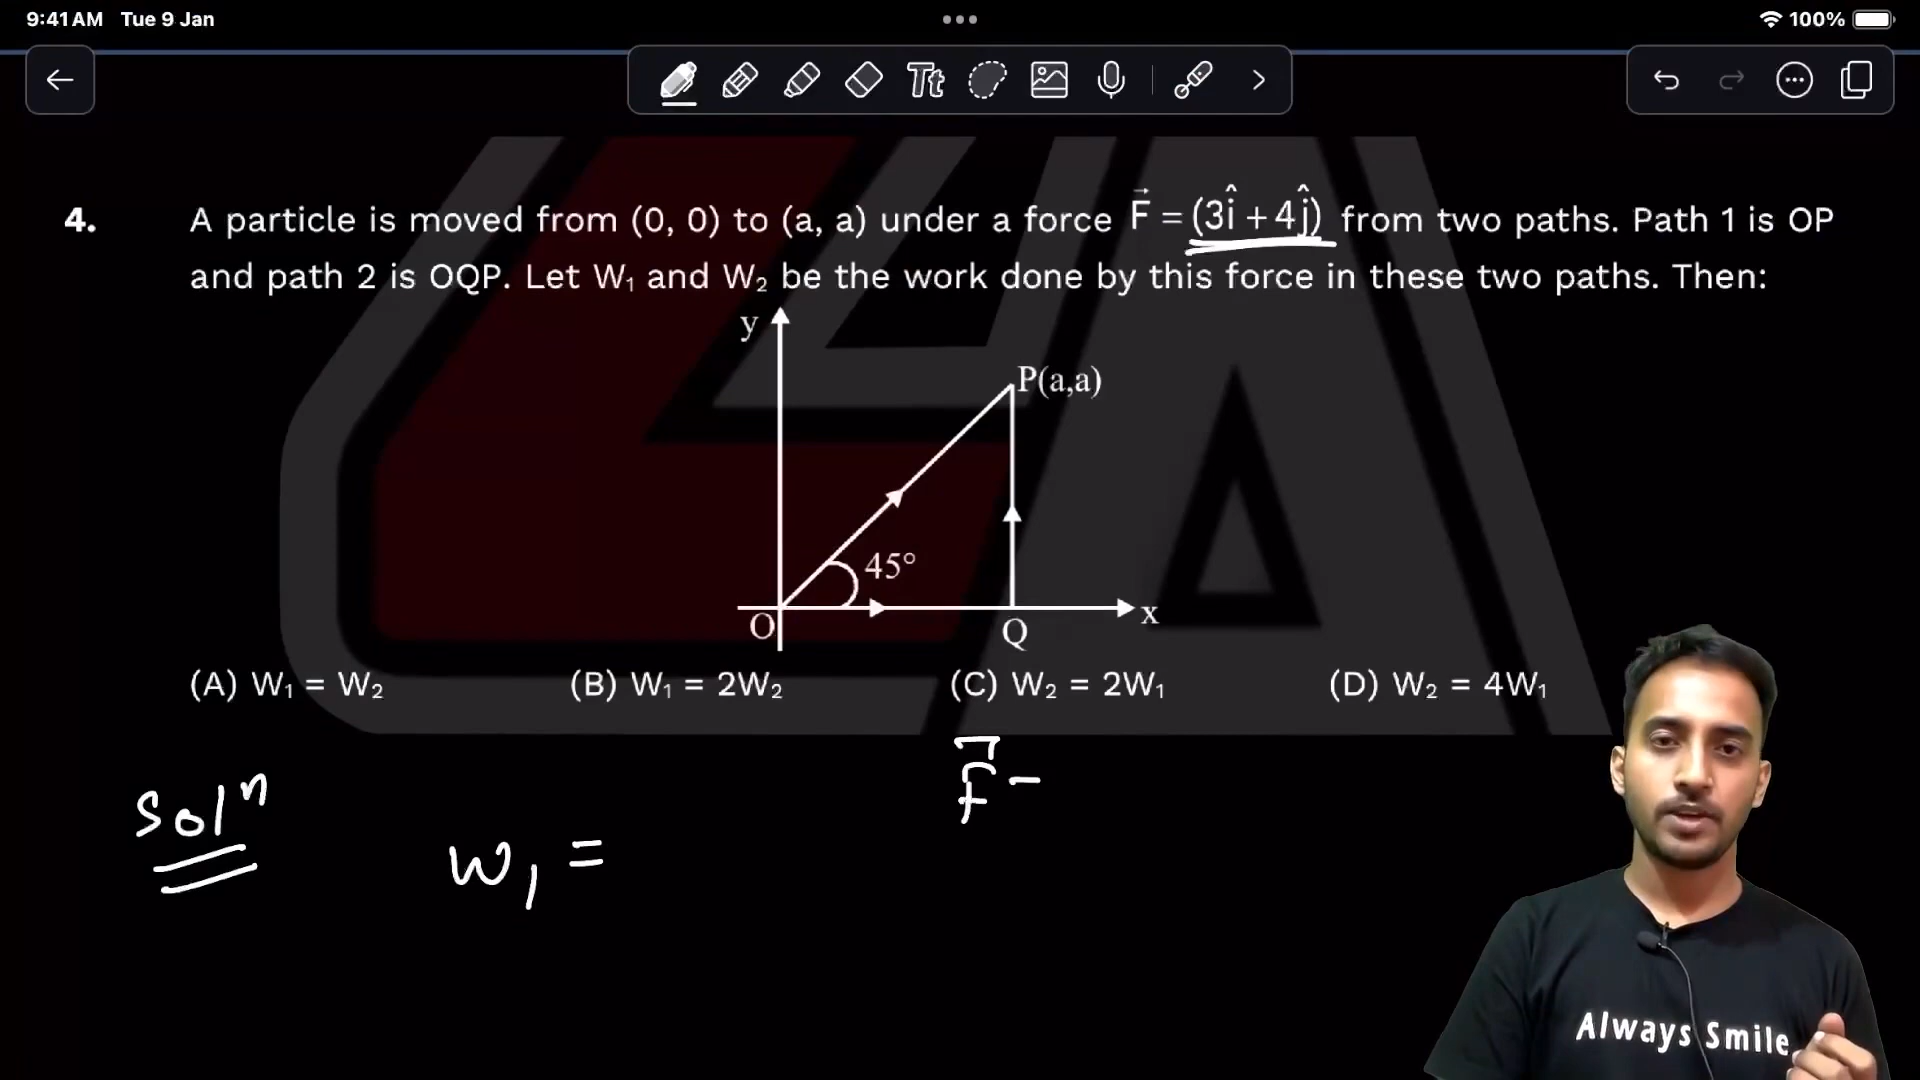 9:41 AM Tue 9 Jan
100%
Tt
4. A particle is moved from (0, 0) to (a, a) under a force F⃗ = (3î + 4ĵ) from two paths. Path 1 is OP
and path 2 is OQP. Let W₁ and W₂ be the work done by this force in these two paths. Then:
y
P(a,a)
45°
O
Q
x
(A) W₁ = W₂ (B) W₁ = 2W₂ (C) W₂ = 2W₁ (D) W₂ = 4W₁
Solⁿ
F⃗ –
W₁ =
Always Smile